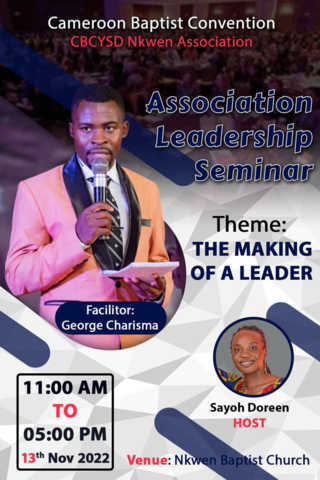 Cameroon Baptist Convention
CBCYSD Nkwen Association
Association
Leadership
Seminar
Theme:
THE MAKING
OF A LEADER
Facilitor:
George Charisma
11:00 AM
TO
05:00 PM
13th Nov 2022
Sayoh Doreen
HOST
Venue: Nkwen Baptist Church